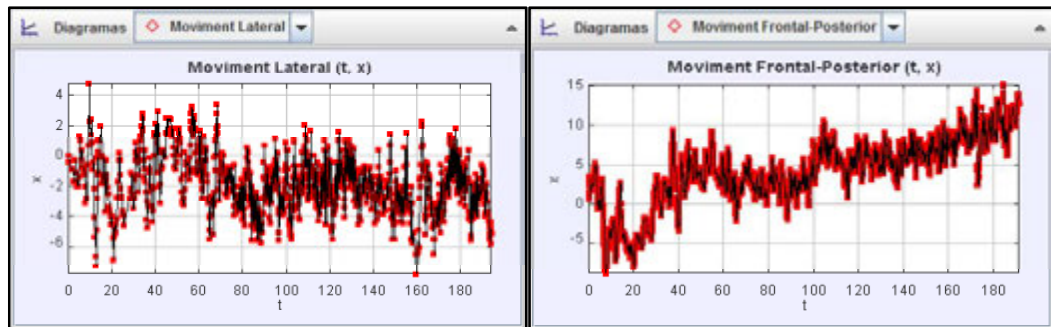 Diagramas Moviment Lateral
Moviment Lateral (t, x)
4
2
0
-2
-4
-6
x
0 20 40 60 80 100 120 140 160 180
t
Diagramas Moviment Frontal-Posterior
Moviment Frontal-Posterior (t, x)
15
10
5
0
-5
x
0 20 40 60 80 100 120 140 160 180
t